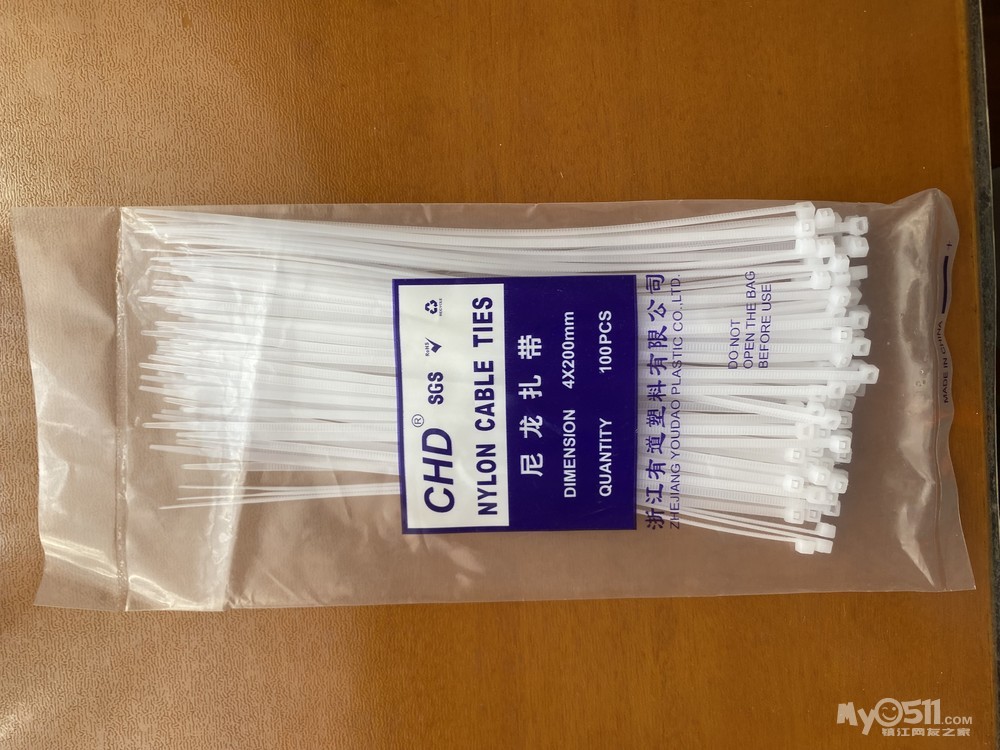 CHD® SGS RoHS
NYLON CABLE TIES
尼龙扎带
DIMENSION 4X200mm
QUANTITY 100PCS
浙江有道塑料有限公司
ZHEJIANG YOUDAO PLASTIC CO.,LTD.
DO NOT
OPEN THE BAG
BEFORE USE!
MADE IN CHINA
My0511.COM
镇江网友之家